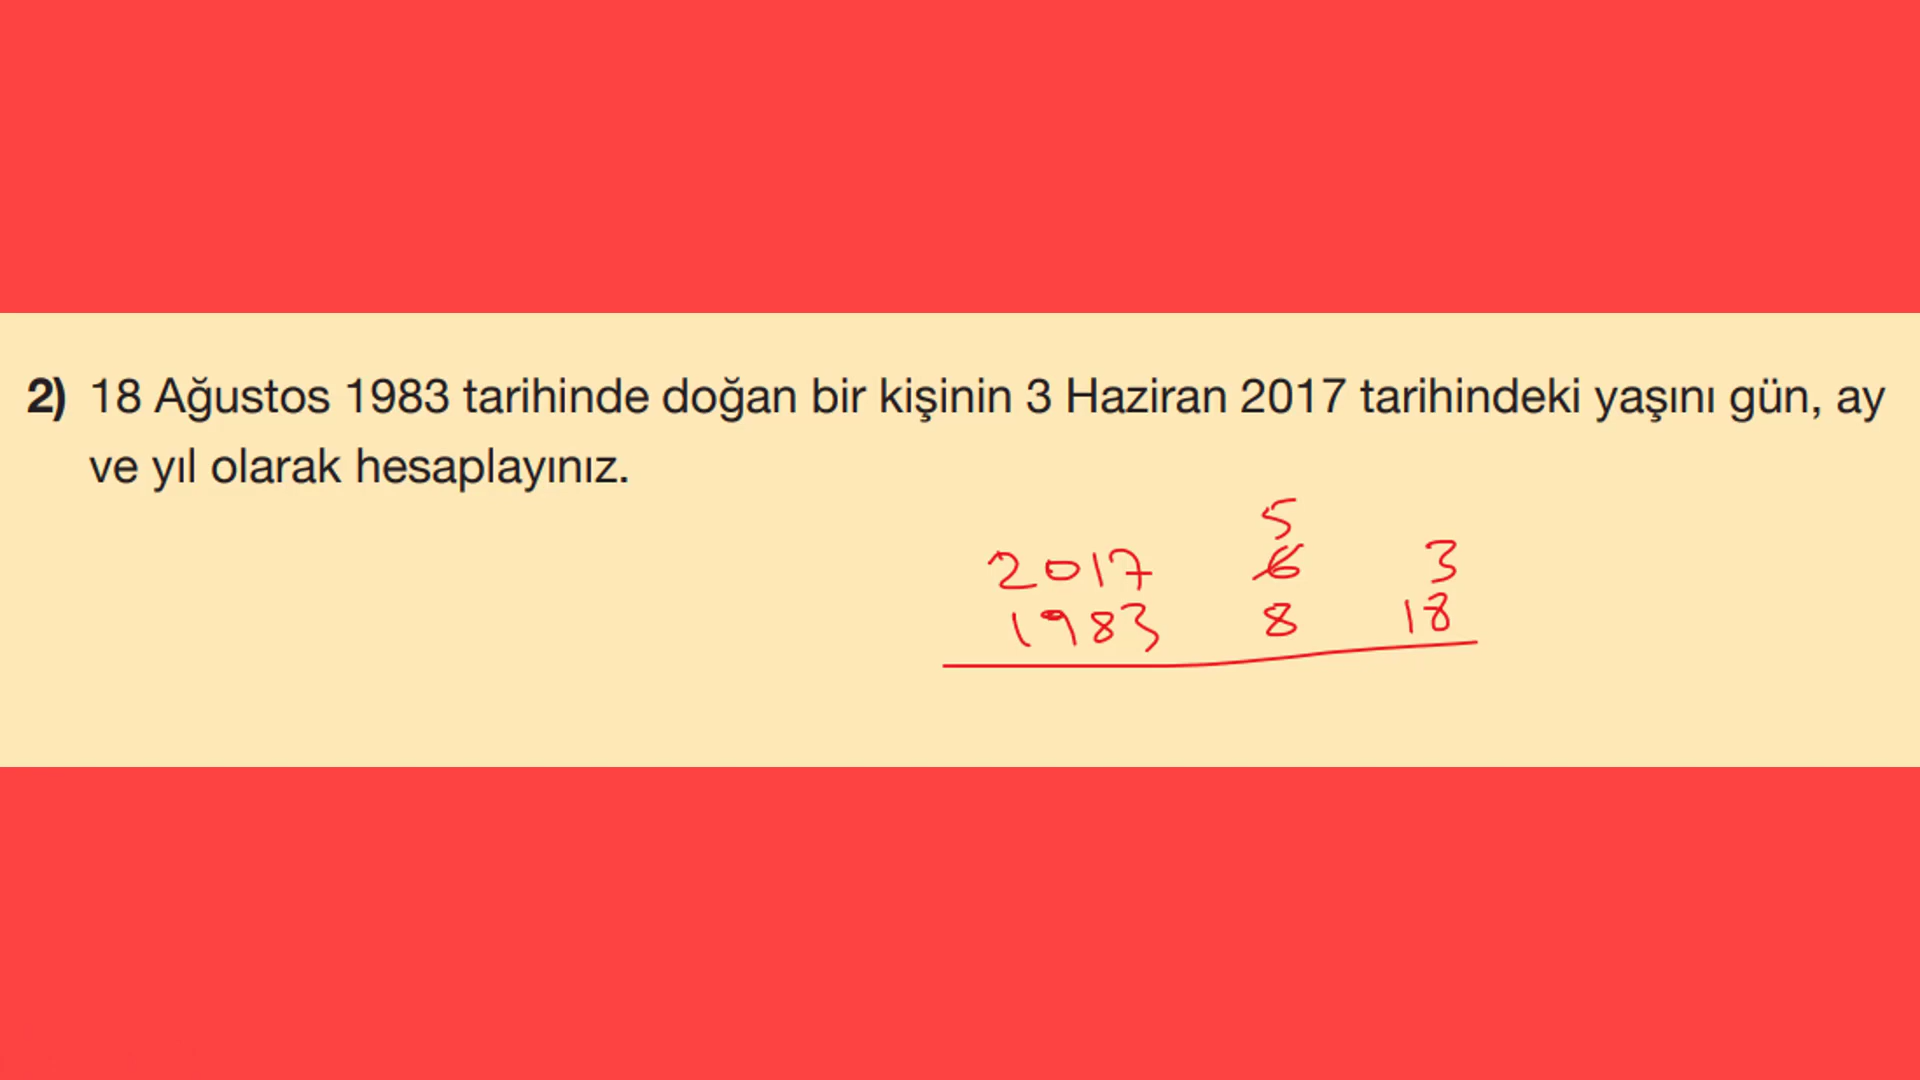 2) 18 Ağustos 1983 tarihinde doğan bir kişinin 3 Haziran 2017 tarihindeki yaşını gün, ay
ve yıl olarak hesaplayınız.
5
2017 6 3
1983 8 18